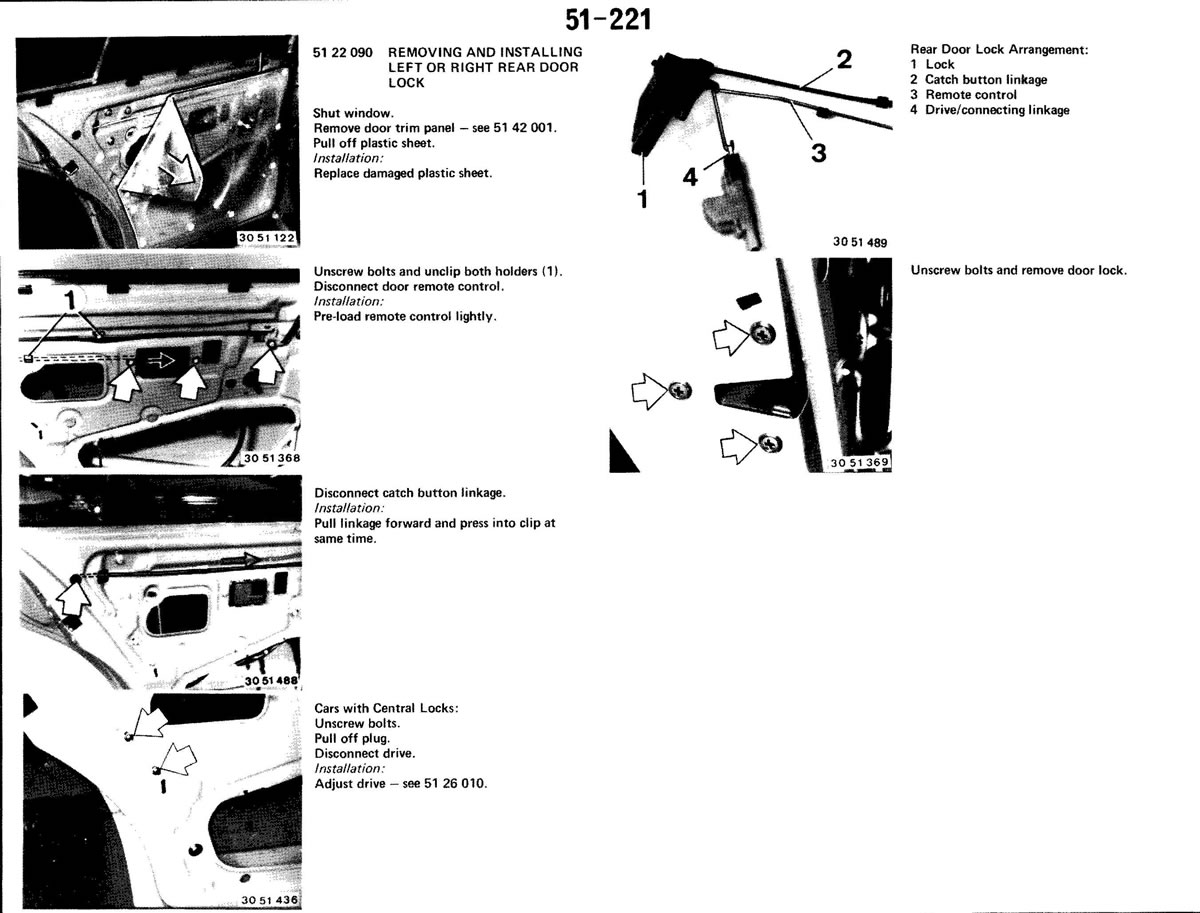 51-221
51 22 090 REMOVING AND INSTALLING
LEFT OR RIGHT REAR DOOR
LOCK
Shut window.
Remove door trim panel – see 51 42 001.
Pull off plastic sheet.
Installation:
Replace damaged plastic sheet.
30 51 122
1
Unscrew bolts and unclip both holders (1).
Disconnect door remote control.
Installation:
Pre-load remote control lightly.
30 51 368
Disconnect catch button linkage.
Installation:
Pull linkage forward and press into clip at
same time.
30 51 488
Cars with Central Locks:
Unscrew bolts.
Pull off plug.
Disconnect drive.
Installation:
Adjust drive – see 51 26 010.
30 51 436
2
3
4
1
30 51 489
Rear Door Lock Arrangement:
1 Lock
2 Catch button linkage
3 Remote control
4 Drive/connecting linkage
Unscrew bolts and remove door lock.
30 51 369